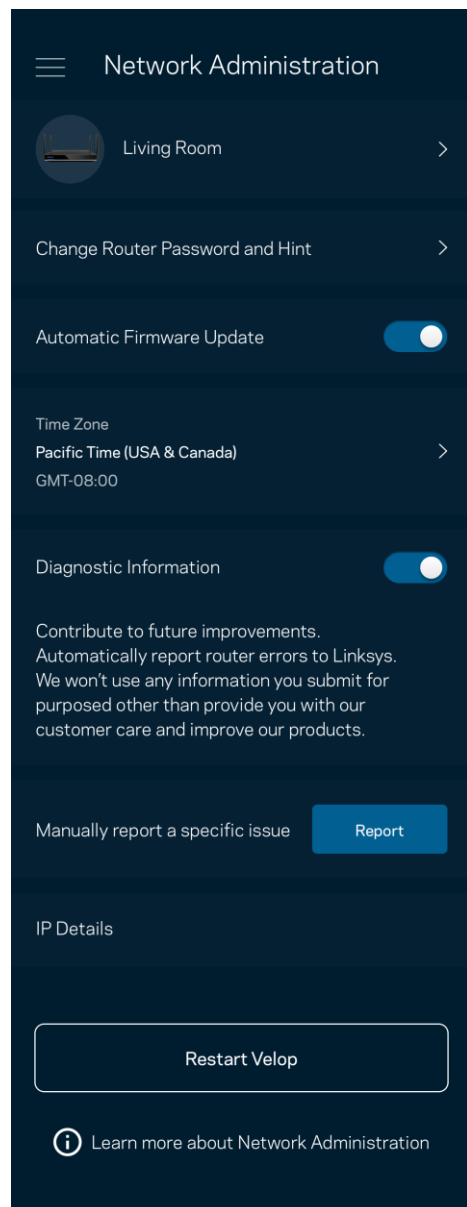 Network Administration
Living Room
Change Router Password and Hint
Automatic Firmware Update
Time Zone
Pacific Time (USA & Canada)
GMT-08:00
Diagnostic Information
Contribute to future improvements.
Automatically report router errors to Linksys.
We won't use any information you submit for
purposed other than provide you with our
customer care and improve our products.
Manually report a specific issue
Report
IP Details
Restart Velop
Learn more about Network Administration